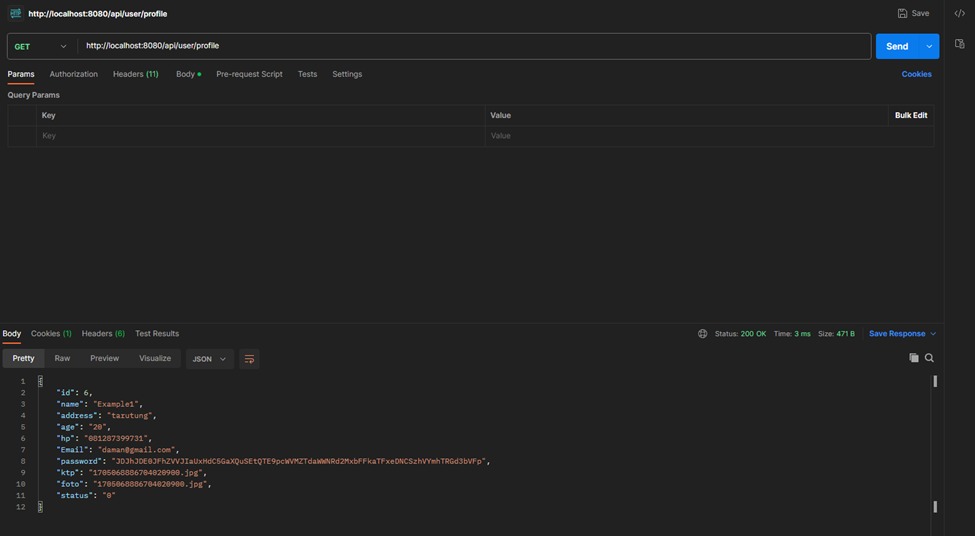 http://localhost:8080/api/user/profile
Save
GET http://localhost:8080/api/user/profile Send
Params Authorization Headers (11) Body Pre-request Script Tests Settings Cookies
Query Params
Key Value Bulk Edit
Key Value
Body Cookies (1) Headers (6) Test Results Status: 200 OK Time: 3 ms Size: 471 B Save Response
Pretty Raw Preview Visualize JSON
1 {
2 "id": 6,
3 "name": "Example1",
4 "address": "tarutung",
5 "age": "20",
6 "hp": "081287399731",
7 "Email": "daman@gmail.com",
8 "password": "JDJhJDE0JFhZVVJIaUxHdC5GaXQuSEtQTE9pcWVMZTdaWWNRd2MxbFFkaTFxeDNCSzhVYmhTRGd3bVFp",
9 "ktp": "1705068886704020900.jpg",
10 "foto": "1705068886704020900.jpg",
11 "status": "0"
12 }